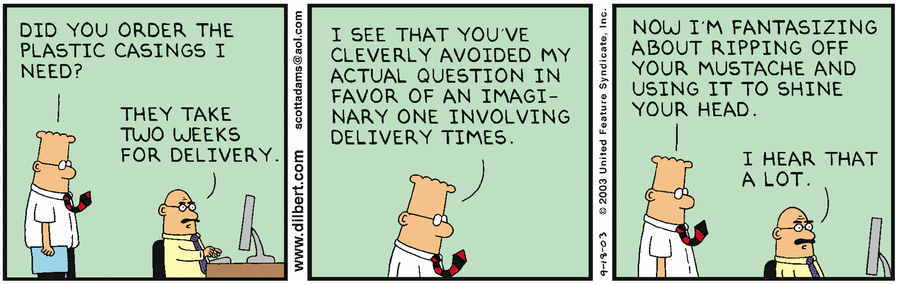 DID YOU ORDER THE
PLASTIC CASINGS I
NEED?
THEY TAKE
TWO WEEKS
FOR DELIVERY.
www.dilbert.com scottadams@aol.com
I SEE THAT YOU'VE
CLEVERLY AVOIDED MY
ACTUAL QUESTION IN
FAVOR OF AN IMAGI-
NARY ONE INVOLVING
DELIVERY TIMES.
9-19-03 © 2003 United Feature Syndicate, Inc.
NOW I'M FANTASIZING
ABOUT RIPPING OFF
YOUR MUSTACHE AND
USING IT TO SHINE
YOUR HEAD.
I HEAR THAT
A LOT.